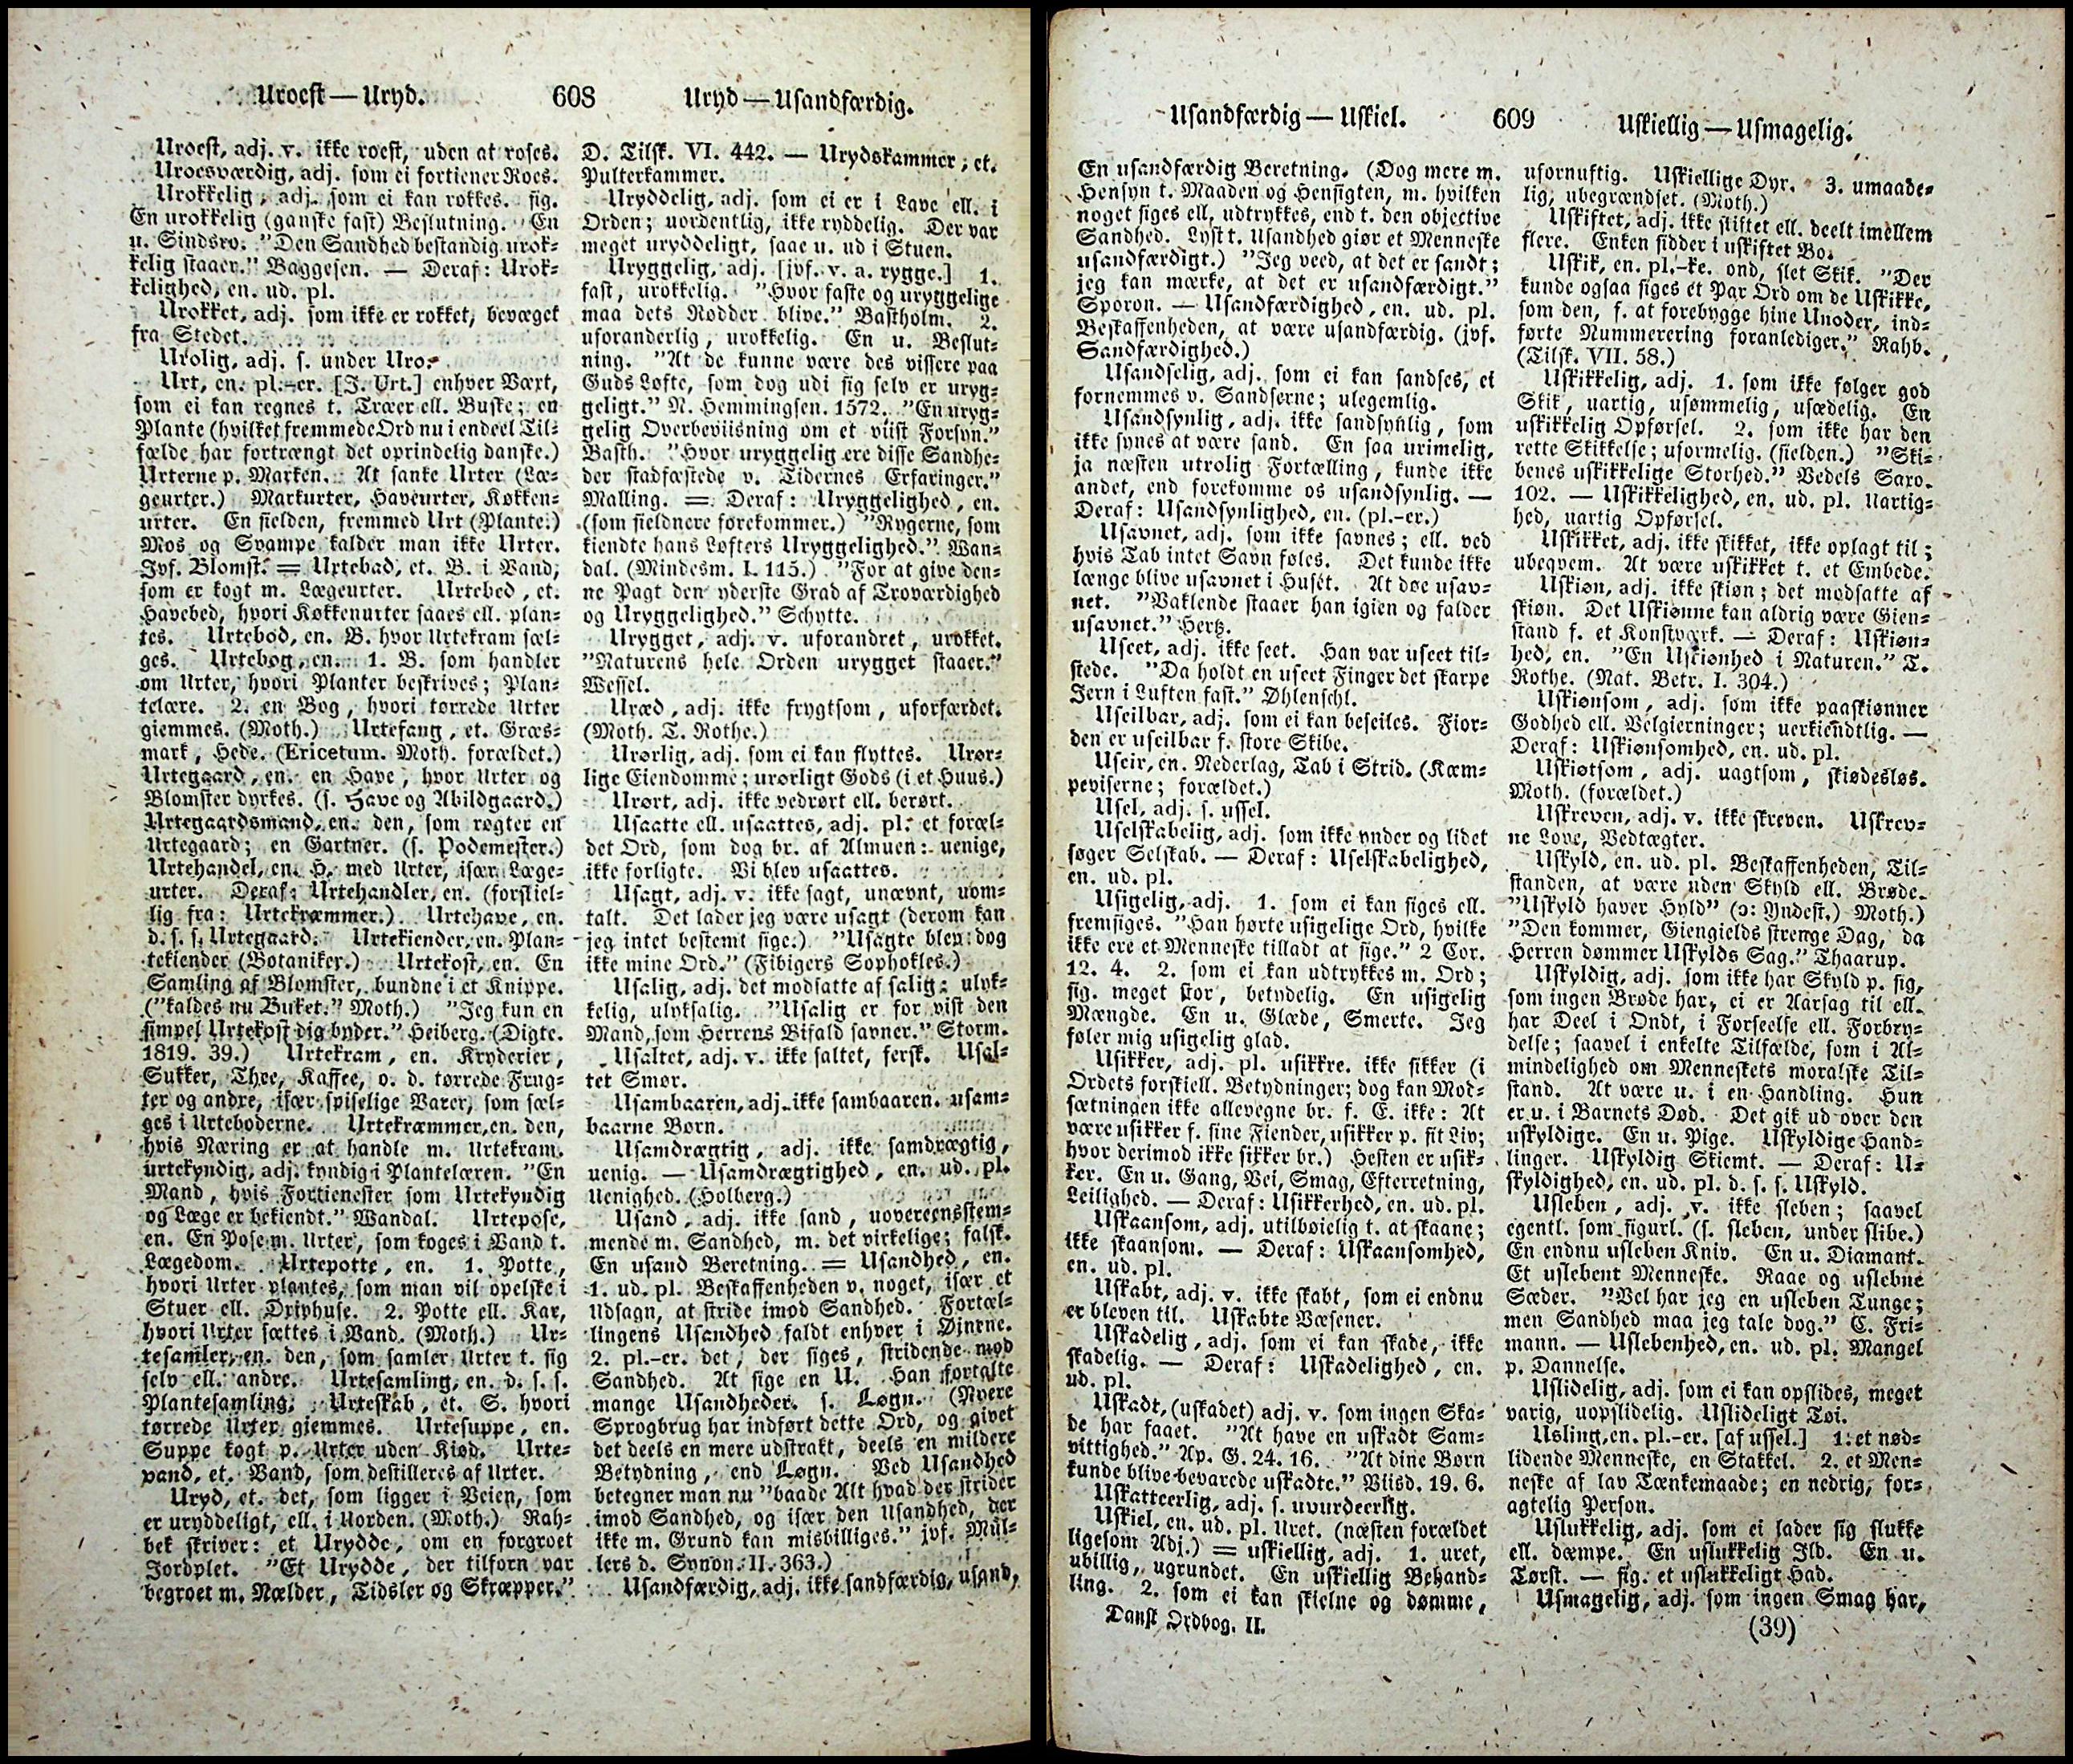 Uroest — Uryd.
608
Uryd — Usandfærdig.
Uroest, adj. v. ikke roest, uden at roses.
Uroesværdig, adj. som ei fortiener Roes.
Urokkelig, adj. som ei kan rokkes. fig.
En urokkelig (ganske fast) Beslutning. En
u. Sindsro. "Den Sandhed bestandig urok-
kelig staaer." Baggesen. — Deraf: Urok-
kelighed, en. ud. pl.
Urokket, adj. som ikke er rokket, bevæget
fra Stedet.
Urolig, adj. s. under Uro.
Urt, en. pl.-er. [J. Urt.] enhver Vært,
som ei kan regnes t. Træer ell. Buske; en
Plante (hvilket fremmede Ord nu i endeel Til-
fælde har fortrængt det oprindelig danske.)
Urterne p. Marken. At sanke Urter (Læ-
geurter.) Markurter, Haveurter, Køkken-
urter. En sielden, fremmed Urt (Plante.)
Mos og Svampe kalder man ikke Urter.
Jvf. Blomst. = Urtebad, et. B. i Vand,
som er kogt m. Lægeurter. Urtebed, et.
Havebed, hvori Køkkenurter saaes ell. plan-
tes. Urtebod, en. B. hvor Urtekram sæl-
ges. Urtebog, en. 1. B. som handler
om Urter, hvori Planter beskrives; Plan-
telære. 2. en Bog, hvori tørrede Urter
giemmes. (Moth.) Urtefang, et. Græs-
mark, Hede. (Ericetum. Moth. forældet.)
Urtegaard, en. en Have, hvor Urter og
Blomster dyrkes. (s. Have og Abildgaard.)
Urtegaardsmand, en. den, som røgter en
Urtegaard; en Gartner. (s. Podemester.)
Urtehandel, en. H. med Urter, især Læge-
urter. Deraf: Urtehandler, en. (forskiel-
lig fra: Urtekræmmer.) Urtehave, en.
d. s. s. Urtegaard. Urtekiender, en. Plan-
tekiender (Botaniker.) Urtekost, en. En
Samling af Blomster, bundne i et Knippe.
("kaldes nu Buket." Moth.) "Jeg kun en
simpel Urtekost dig byder." Heiberg. (Digte.
1819. 39.) Urtekram, en. Kryderier,
Sukker, Thee, Kaffee, o. d. tørrede Frug-
ter og andre, især spiselige Varer, som sæl-
ges i Urteboderne. Urtekræmmer, en. den,
hvis Næring er at handle m. Urtekram.
urtekyndig, adj. kyndig i Plantelæren. "En
Mand, hvis Fortienester som Urtekyndig
og Læge er bekiendt." Wandal. Urtepose,
en. En Pose m. Urter, som koges i Vand t.
Lægedom. Urtepotte, en. 1. Potte,
hvori Urter plantes, som man vil opelske i
Stuer ell. Drivhuse. 2. Potte ell. Kar,
hvori Urter sættes i Vand. (Moth.) Ur-
tesamler, en. den, som samler Urter t. sig
selv ell. andre. Urtesamling, en. d. s. s.
Plantesamling. Urteskab, et. S. hvori
tørrede Urter giemmes. Urtesuppe, en.
Suppe kogt p. Urter uden Kiød. Urte-
vand, et. Vand, som destilleres af Urter.
Uryd, et. det, som ligger i Veien, som
er uryddeligt, ell. i Uorden. (Moth.) Rah-
bek skriver: et Urydde, om en forgroet
Jordplet. "Et Urydde, der tilforn var
begroet m. Nælder, Tidsler og Skræpper."
D. Tilsk. VI. 442. — Urydskammer, et.
Pulterkammer.
Uryddelig, adj. som ei er i Lave ell. i
Orden; uordentlig, ikke ryddelig. Der var
meget uryddeligt, saae u. ud i Stuen.
Uryggelig, adj. [jvf. v. a. rygge.] 1.
fast, urokkelig. "Hvor faste og uryggelige
maa dets Rødder blive." Bastholm. 2.
uforanderlig, urokkelig. En u. Beslut-
ning. "At de kunne være des vissere paa
Guds Løfte, som dog udi sig selv er uryg-
geligt." N. Hemmingsen. 1572. "En uryg-
gelig Overbeviisning om et viist Forsyn."
Basth. "Hvor uryggelig ere disse Sandhe-
der stadfæstede v. Tidernes Erfaringer."
Malling. = Deraf: Uryggelighed, en.
(som sieldnere forekommer.) "Rygerne, som
kiendte hans Løfters Uryggelighed." Wan-
dal. (Mindesm. I. 115.) "For at give den-
ne Pagt den yderste Grad af Troværdighed
og Uryggelighed." Schytte.
Urygget, adj. v. uforandret, urokket.
"Naturens hele Orden urygget staaer."
Wessel.
Uræd, adj. ikke frygtsom, uforfærdet.
(Moth. T. Rothe.)
Urørlig, adj. som ei kan flyttes. Urør-
lige Eiendomme; urørligt Gods (i et Huus.)
Urørt, adj. ikke vedrørt ell. berørt.
Usaatte ell. usaattes, adj. pl. et foræl-
det Ord, som dog br. af Almuen: uenige,
ikke forligte. Vi blev usaattes.
Usagt, adj. v. ikke sagt, unævnt, uom-
talt. Det lader jeg være usagt (derom kan
jeg intet bestemt sige.) "Usagte blev dog
ikke mine Ord." (Fibigers Sophokles.)
Usalig, adj. det modsatte af salig; ulyk-
kelig, ulyksalig. "Usalig er for vist den
Mand, som Herrens Bifald savner." Storm.
Usaltet, adj. v. ikke saltet, fersk. Usal-
tet Smør.
Usambaaren, adj. ikke sambaaren. usam-
baarne Børn.
Usamdrægtig, adj. ikke samdrægtig,
uenig. — Usamdrægtighed, en. ud. pl.
Uenighed. (Holberg.)
Usand, adj. ikke sand, uovereensstem-
mende m. Sandhed, m. det virkelige; falsk.
En usand Beretning. = Usandhed, en.
1. ud. pl. Beskaffenheden v. noget, især et
Udsagn, at stride imod Sandhed. Fortæl-
lingens Usandhed faldt enhver i Øinene.
2. pl.-er. det, der siges, stridende mod
Sandhed. At sige en U. Han fortalte
mange Usandheder. s. Løgn. (Nyere
Sprogbrug har indført dette Ord, og givet
det deels en mere udstrakt, deels en mildere
Betydning, end Løgn. Ved Usandhed
betegner man nu "baade Alt hvad der strider
imod Sandhed, og især den Usandhed, der
ikke m. Grund kan misbilliges." jvf. Mül-
lers d. Synon. II. 363.)
Usandfærdig, adj. ikke sandfærdig, usand,
Usandfærdig — Uskiel.
609
Uskiellig — Usmagelig.
En usandfærdig Beretning. (Dog mere m.
Hensyn t. Maaden og Hensigten, m. hvilken
noget siges ell. udtrykkes, end t. den objective
Sandhed. Lyst t. Usandhed giør et Menneske
usandfærdigt.) "Jeg veed, at det er sandt;
jeg kan mærke, at det er usandfærdigt."
Sporon. — Usandfærdighed, en. ud. pl.
Beskaffenheden, at være usandfærdig. (jvf.
Sandfærdighed.)
Usandselig, adj. som ei kan sandses, ei
fornemmes v. Sandserne; ulegemlig.
Usandsynlig, adj. ikke sandsynlig, som
ikke synes at være sand. En saa urimelig,
ja næsten utrolig Fortælling, kunde ikke
andet, end forekomme os usandsynlig. —
Deraf: Usandsynlighed, en. (pl.-er.)
Usavnet, adj. som ikke savnes; ell. ved
hvis Tab intet Savn føles. Det kunde ikke
længe blive usavnet i Huset. At døe usav-
net. "Vaklende staaer han igien og falder
usavnet." Hertz.
Useet, adj. ikke seet. Han var useet til-
stede. "Da holdt en useet Finger det skarpe
Jern i Luften fast." Øhlenschl.
Useilbar, adj. som ei kan beseiles. Fior-
den er useilbar f. store Skibe.
Useir, en. Nederlag, Tab i Strid. (Kæm-
peviserne; forældet.)
Usel, adj. s. ussel.
Uselskabelig, adj. som ikke ynder og lidet
søger Selskab. — Deraf: Uselskabelighed,
en. ud. pl.
Usigelig, adj. 1. som ei kan siges ell.
fremsiges. "Han hørte usigelige Ord, hvilke
ikke ere et Menneske tilladt at sige." 2 Cor.
12. 4. 2. som ei kan udtrykkes m. Ord;
fig. meget stor, betydelig. En usigelig
Mængde. En u. Glæde, Smerte. Jeg
føler mig usigelig glad.
Usikker, adj. pl. usikkre. ikke sikker (i
Ordets forskiell. Betydninger; dog kan Mod-
sætningen ikke allevegne br. f. E. ikke: At
være usikker f. sine Fiender, usikker p. sit Liv;
hvor derimod ikke sikker br.) Hesten er usik-
ker. En u. Gang, Vei, Smag, Efterretning,
Leilighed. — Deraf: Usikkerhed, en. ud. pl.
Uskaansom, adj. utilbøielig t. at skaane;
ikke skaansom. — Deraf: Uskaansomhed,
en. ud. pl.
Uskabt, adj. v. ikke skabt, som ei endnu
er bleven til. Uskabte Væsener.
Uskadelig, adj. som ei kan skade, ikke
skadelig. — Deraf: Uskadelighed, en.
ud. pl.
Uskadt, (uskadet) adj. v. som ingen Ska-
de har faaet. "At have en uskadt Sam-
vittighed." Ap. G. 24. 16. "At dine Børn
kunde blive bevarede uskadte." Viisd. 19. 6.
Uskatteerlig, adj. s. uvurdeerlig.
Uskiel, en. ud. pl. Uret. (næsten forældet
ligesom Adj.) = uskiellig, adj. 1. uret,
ubillig, ugrundet. En uskiellig Behand-
ling. 2. som ei kan skielne og dømme,
Dansk Ordbog. II.
ufornuftig. Uskiellige Dyr. 3. umaade-
lig, ubegrændset. (Moth.)
Uskiftet, adj. ikke skiftet ell. deelt imellem
flere. Enken sidder i uskiftet Bo.
Uskik, en. pl.-ke. ond, slet Skik. "Der
kunde ogsaa siges et Par Ord om de Uskikke,
som den, f. at forebygge hine Unoder, ind-
førte Nummerering foranlediger." Rahb.
(Tilsk. VII. 58.)
Uskikkelig, adj. 1. som ikke følger god
Skik, uartig, usømmelig, usædelig. En
uskikkelig Opførsel. 2. som ikke har den
rette Skikkelse; uformelig. (sielden.) "Ski-
benes uskikkelige Storhed." Vedels Saxo.
102. — Uskikkelighed, en. ud. pl. Uartig-
hed, uartig Opførsel.
Uskikket, adj. ikke skikket, ikke oplagt til;
ubeqvem. At være uskikket t. et Embede.
Uskiøn, adj. ikke skiøn; det modsatte af
skiøn. Det Uskiønne kan aldrig være Gien-
stand f. et Konstværk. — Deraf: Uskiøn-
hed, en. "En Uskiønhed i Naturen." T.
Rothe. (Nat. Betr. I. 304.)
Uskiønsom, adj. som ikke paaskiønner
Godhed ell. Velgierninger; uerkiendtlig. —
Deraf: Uskiønsomhed, en. ud. pl.
Uskiøtsom, adj. uagtsom, skiødesløs.
Moth. (forældet.)
Uskreven, adj. v. ikke skreven. Uskrev-
ne Love, Vedtægter.
Uskyld, en. ud. pl. Beskaffenheden, Til-
standen, at være uden Skyld ell. Brøde.
"Uskyld haver Hyld" (ɔ: Yndest.) Moth.)
"Den kommer, Giengields strenge Dag, da
Herren dømmer Uskylds Sag." Thaarup.
Uskyldig, adj. som ikke har Skyld p. sig,
som ingen Brøde har, ei er Aarsag til ell.
har Deel i Ondt, i Forseelse ell. Forbry-
delse; saavel i enkelte Tilfælde, som i Al-
mindelighed om Menneskets moralske Til-
stand. At være u. i en Handling. Hun
er u. i Barnets Død. Det gik ud over den
uskyldige. En u. Pige. Uskyldige Hand-
linger. Uskyldig Skiemt. — Deraf: U-
skyldighed, en. ud. pl. d. s. s. Uskyld.
Usleben, adj. v. ikke sleben; saavel
egentl. som figurl. (s. sleben, under slibe.)
En endnu usleben Kniv. En u. Diamant.
Et uslebent Menneske. Raae og uslebne
Sæder. "Vel har jeg en usleben Tunge;
men Sandhed maa jeg tale dog." C. Fri-
mann. — Uslebenhed, en. ud. pl. Mangel
p. Dannelse.
Uslidelig, adj. som ei kan opslides, meget
varig, uopslidelig. Uslideligt Tøi.
Usling, en. pl.-er. [af ussel.] 1. et nød-
lidende Menneske, en Stakkel. 2. et Men-
neske af lav Tænkemaade; en nedrig, for-
agtelig Person.
Uslukkelig, adj. som ei lader sig slukke
ell. dæmpe. En uslukkelig Ild. En u.
Tørst. — fig. et uslukkeligt Had.
Usmagelig, adj. som ingen Smag har,
(39)